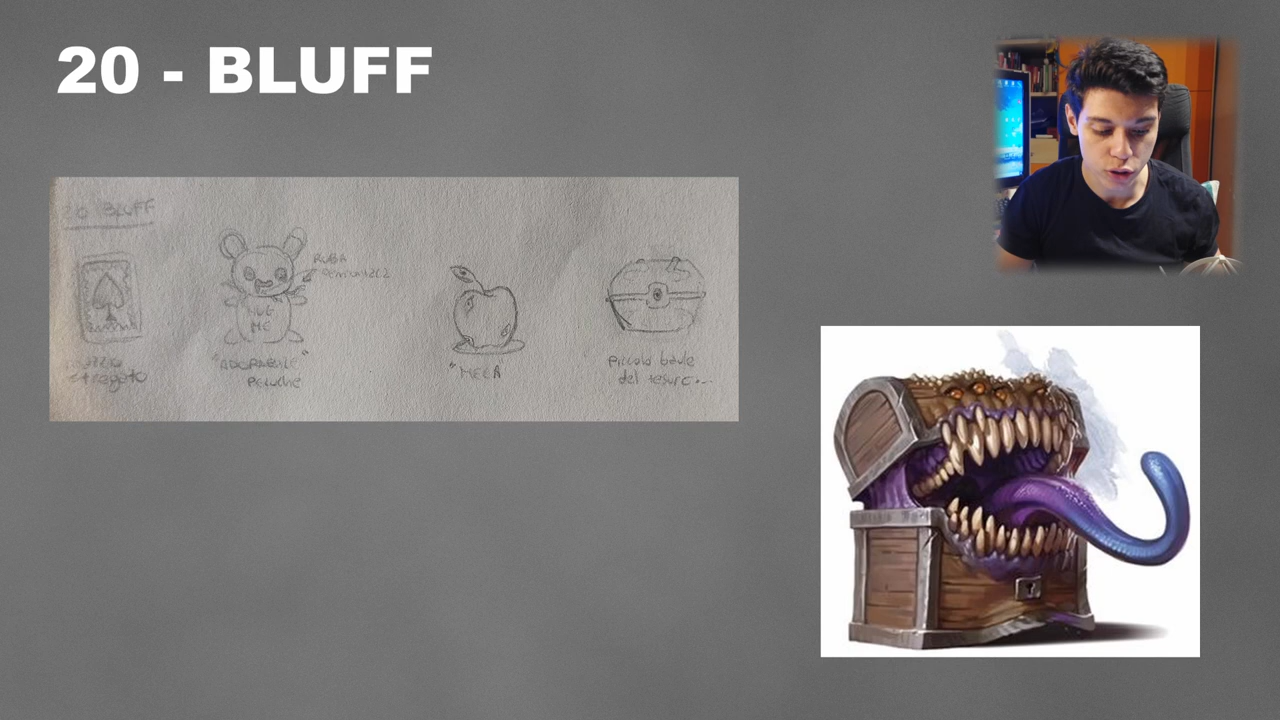 20 - BLUFF
20 BLUFF
RUBA
HUG
ME
stregato
"ADORABILE"
Peluche
"MELA
Piccolo baule
del tesoro...